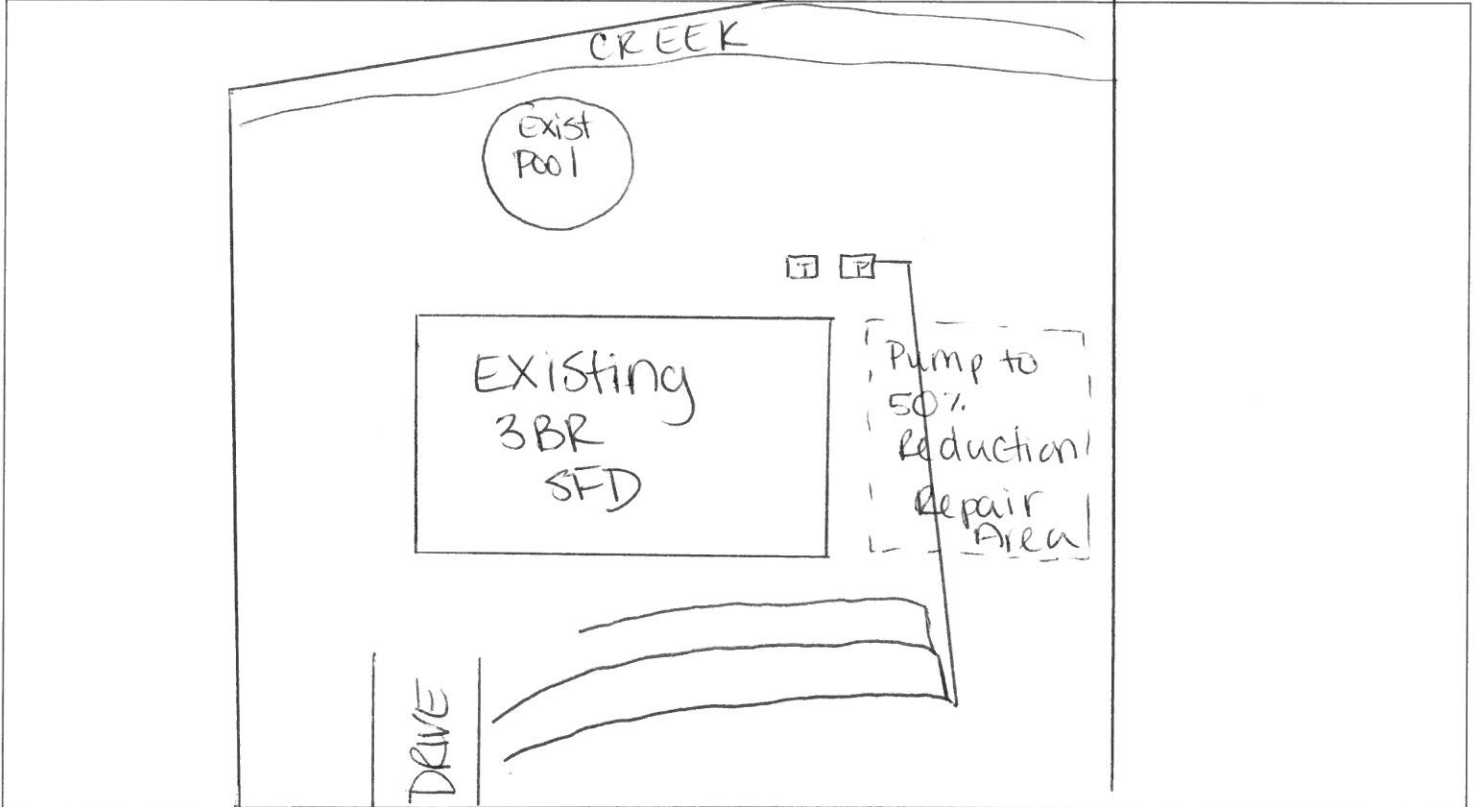 CREEK
Exist
Pool
T P
Existing
3BR
SFD
Pump to
50%
Reduction
Repair
Area
DRIVE